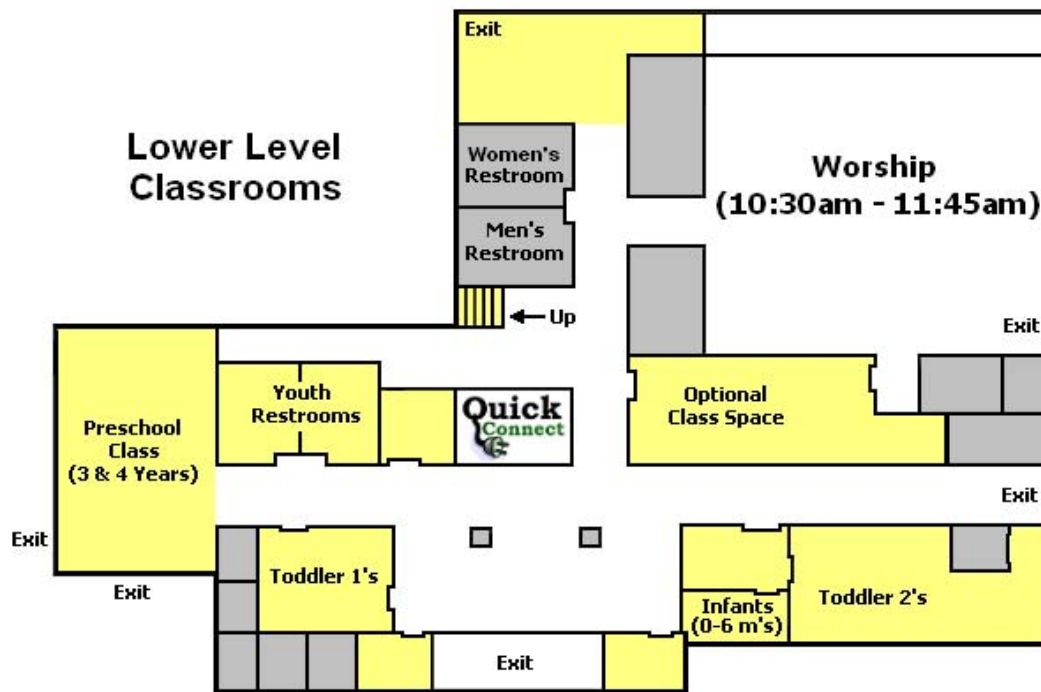 Exit
Lower Level
Classrooms
Women's
Restroom
Worship
(10:30am - 11:45am)
Men's
Restroom
Up
Exit
Youth
Restrooms
Optional
Class Space
Quick
Connect
Preschool
Class
(3 & 4 Years)
Exit
Exit
Exit
Toddler 1's
Infants
(0-6 m's)
Toddler 2's
Exit